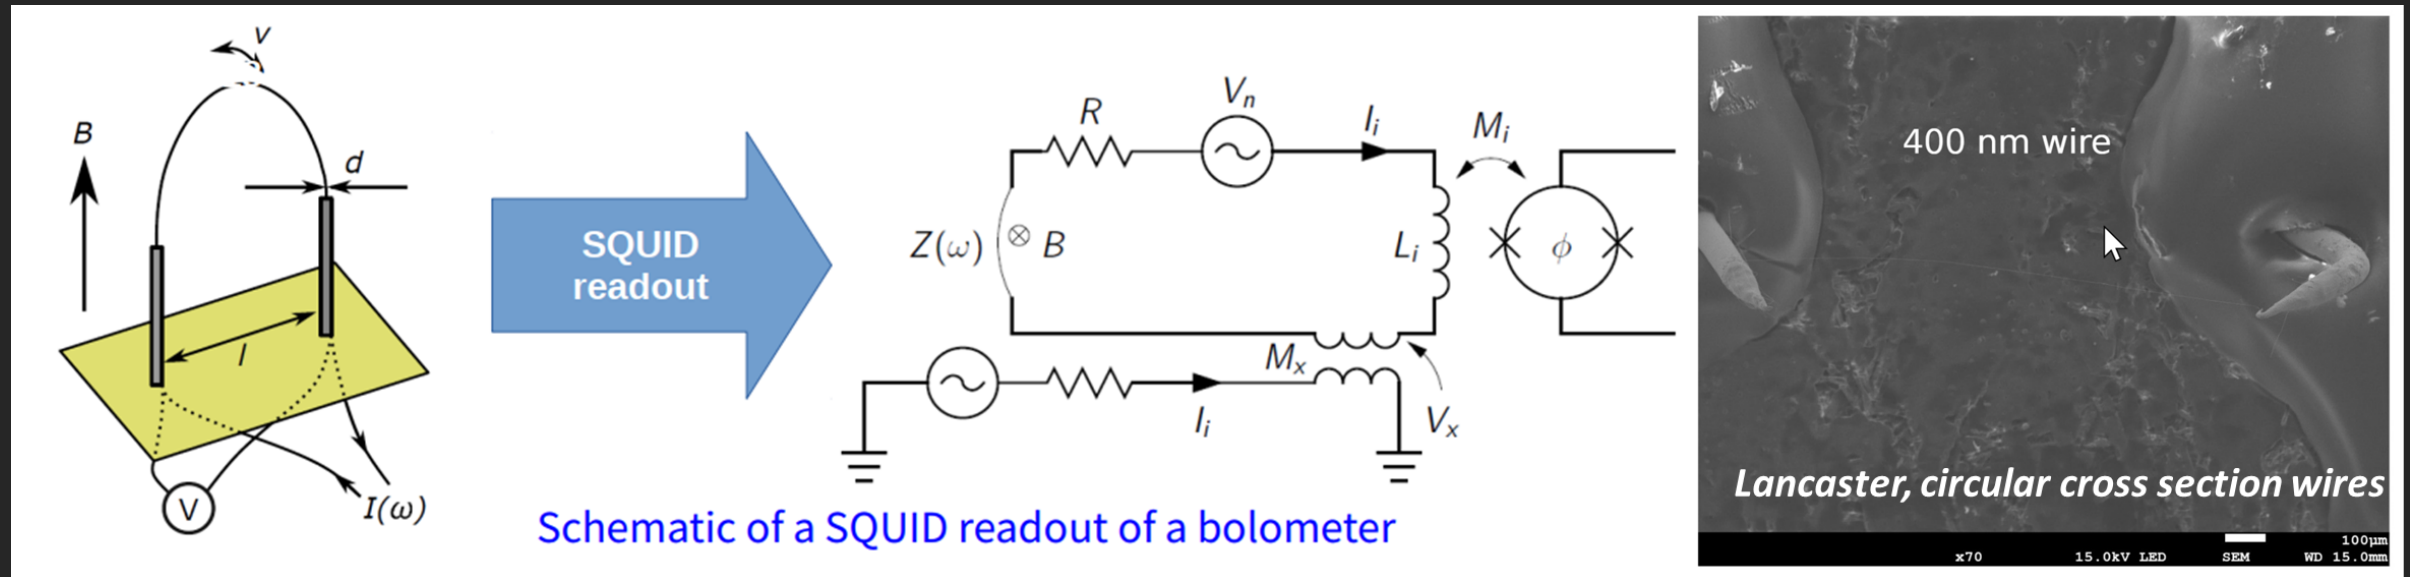 v
B
d
l
V
I(ω)
SQUID
readout
R
Vn
Ii
Mi
Z(ω)
B
Li
ϕ
Mx
Ii
Vx
Schematic of a SQUID readout of a bolometer
400 nm wire
Lancaster, circular cross section wires
100μm
x70 15.0kV LED SEM WD 15.0mm